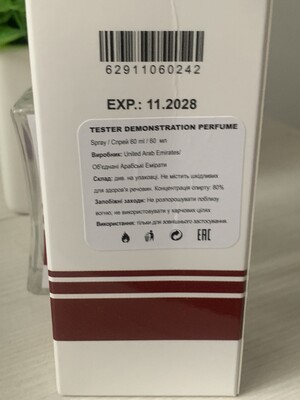 62911060242
EXP.: 11.2028
TESTER DEMONSTRATION PERFUME
Spray / Спрей 60 ml / 60 мл
Виробник: United Arab Emirates/
Об'єднані Арабські Емірати
Склад: див. на упаковці. Не містять шкідливих
для здоров'я речовин. Концентрація спирту: 80%
Запобіжні заходи: Не розпорошувати поблизу
вогню; не використовувати у харчових цілях.
Використання: тільки для зовнішнього застосування.
EAC